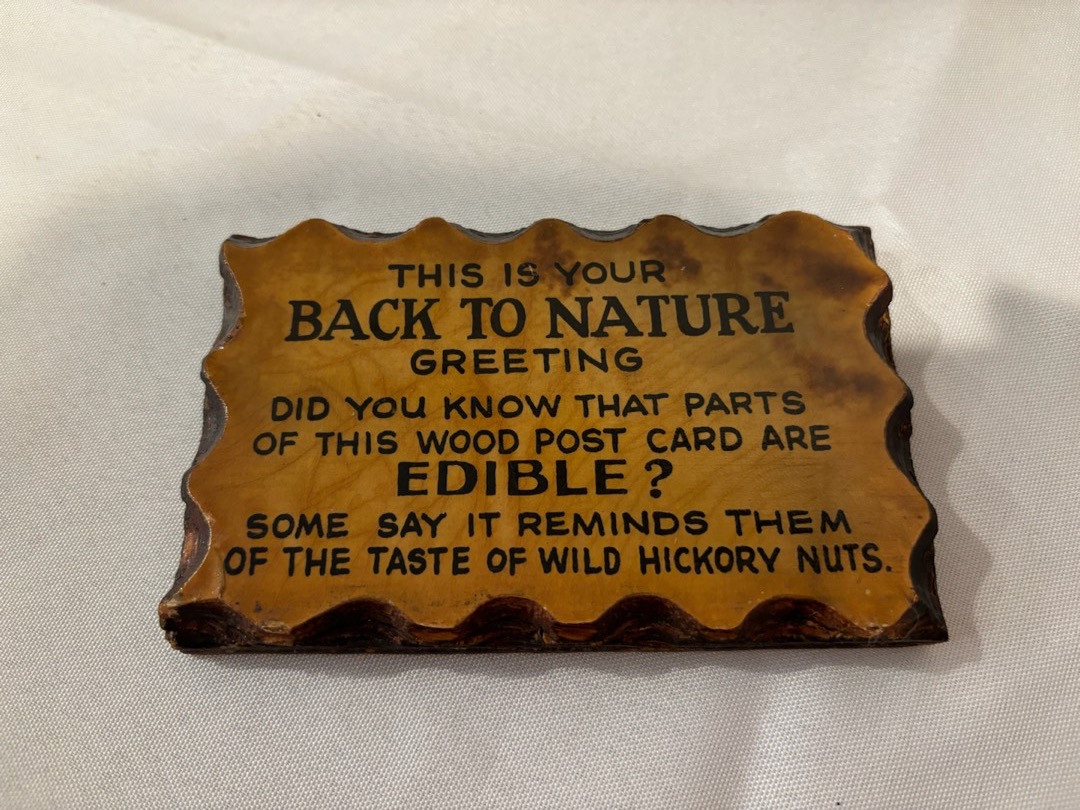 THIS IS YOUR
BACK TO NATURE
GREETING
DID YOU KNOW THAT PARTS
OF THIS WOOD POST CARD ARE
EDIBLE?
SOME SAY IT REMINDS THEM
OF THE TASTE OF WILD HICKORY NUTS.